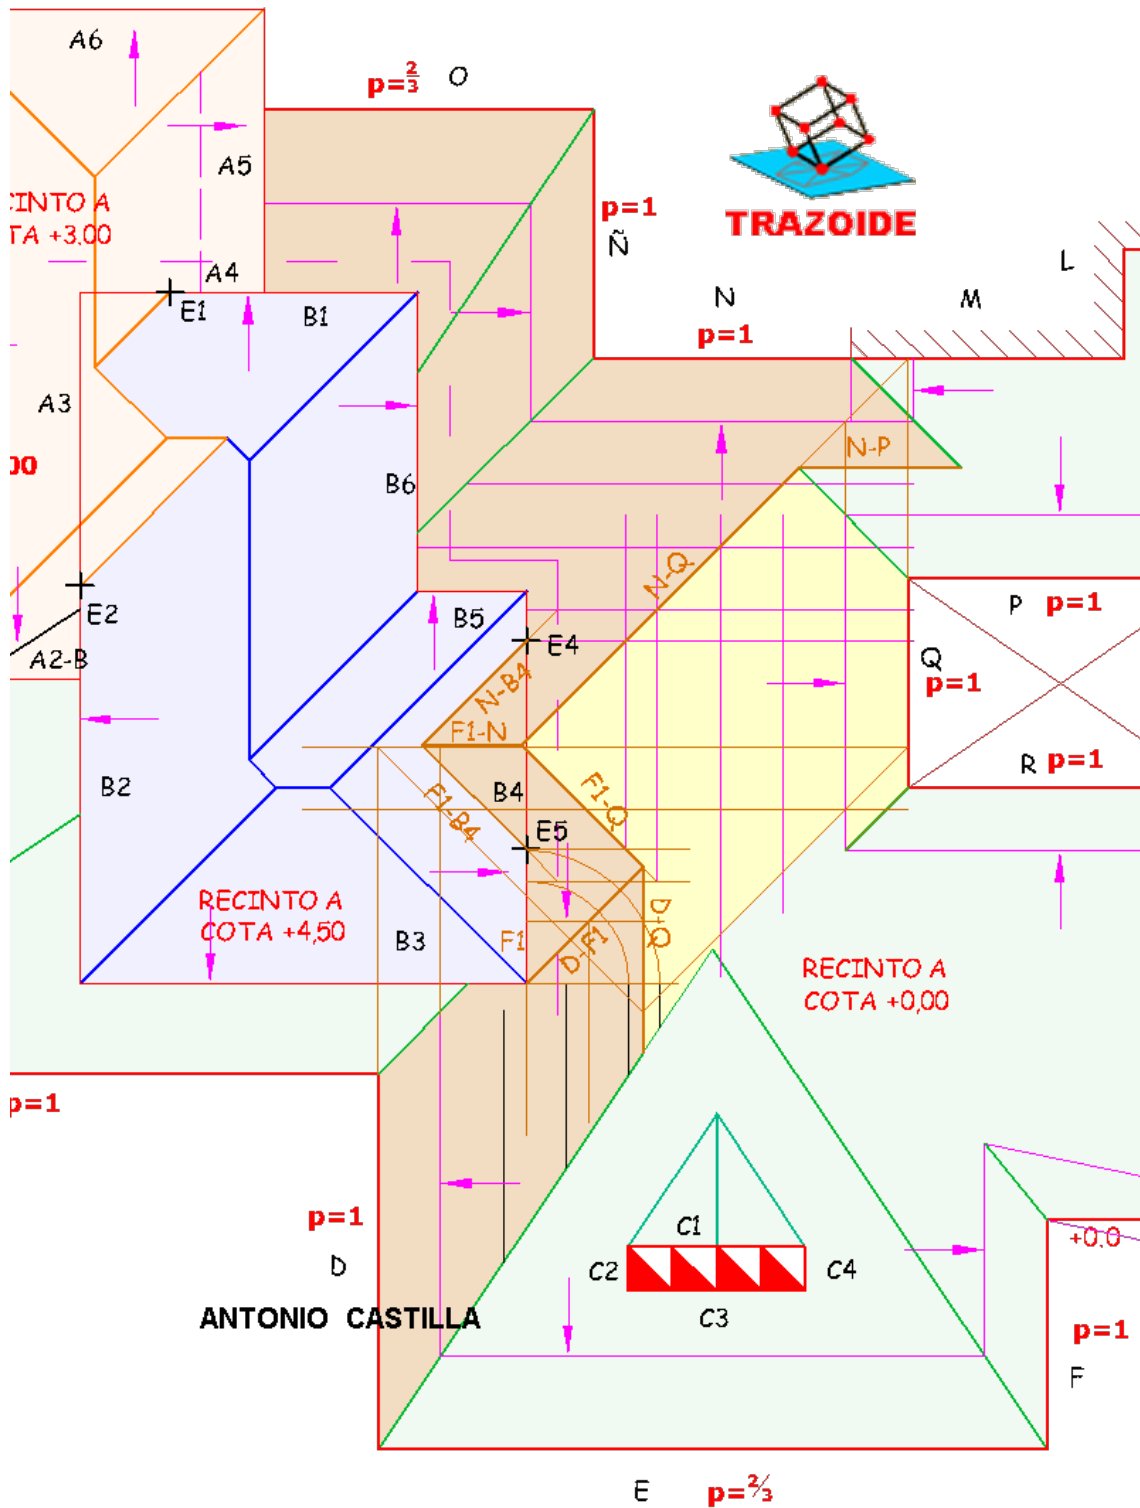 A6
p=2/3 O
A5
CINTO A
TA +3,00
p=1
Ñ
TRAZOIDE
A4
E1
B1
N
M
L
p=1
A3
00
B6
N-P
N-Q
E2
A2-B
B5
E4
N-B4
F1-N
P p=1
Q
p=1
R p=1
B2
F1-B4
B4
F1-Q
E5
RECINTO A
COTA +4,50
B3
F1
D-F1
D-Q
RECINTO A
COTA +0,00
p=1
p=1
D
C1
C2
C4
C3
+0.0
ANTONIO CASTILLA
p=1
F
E p=2/3